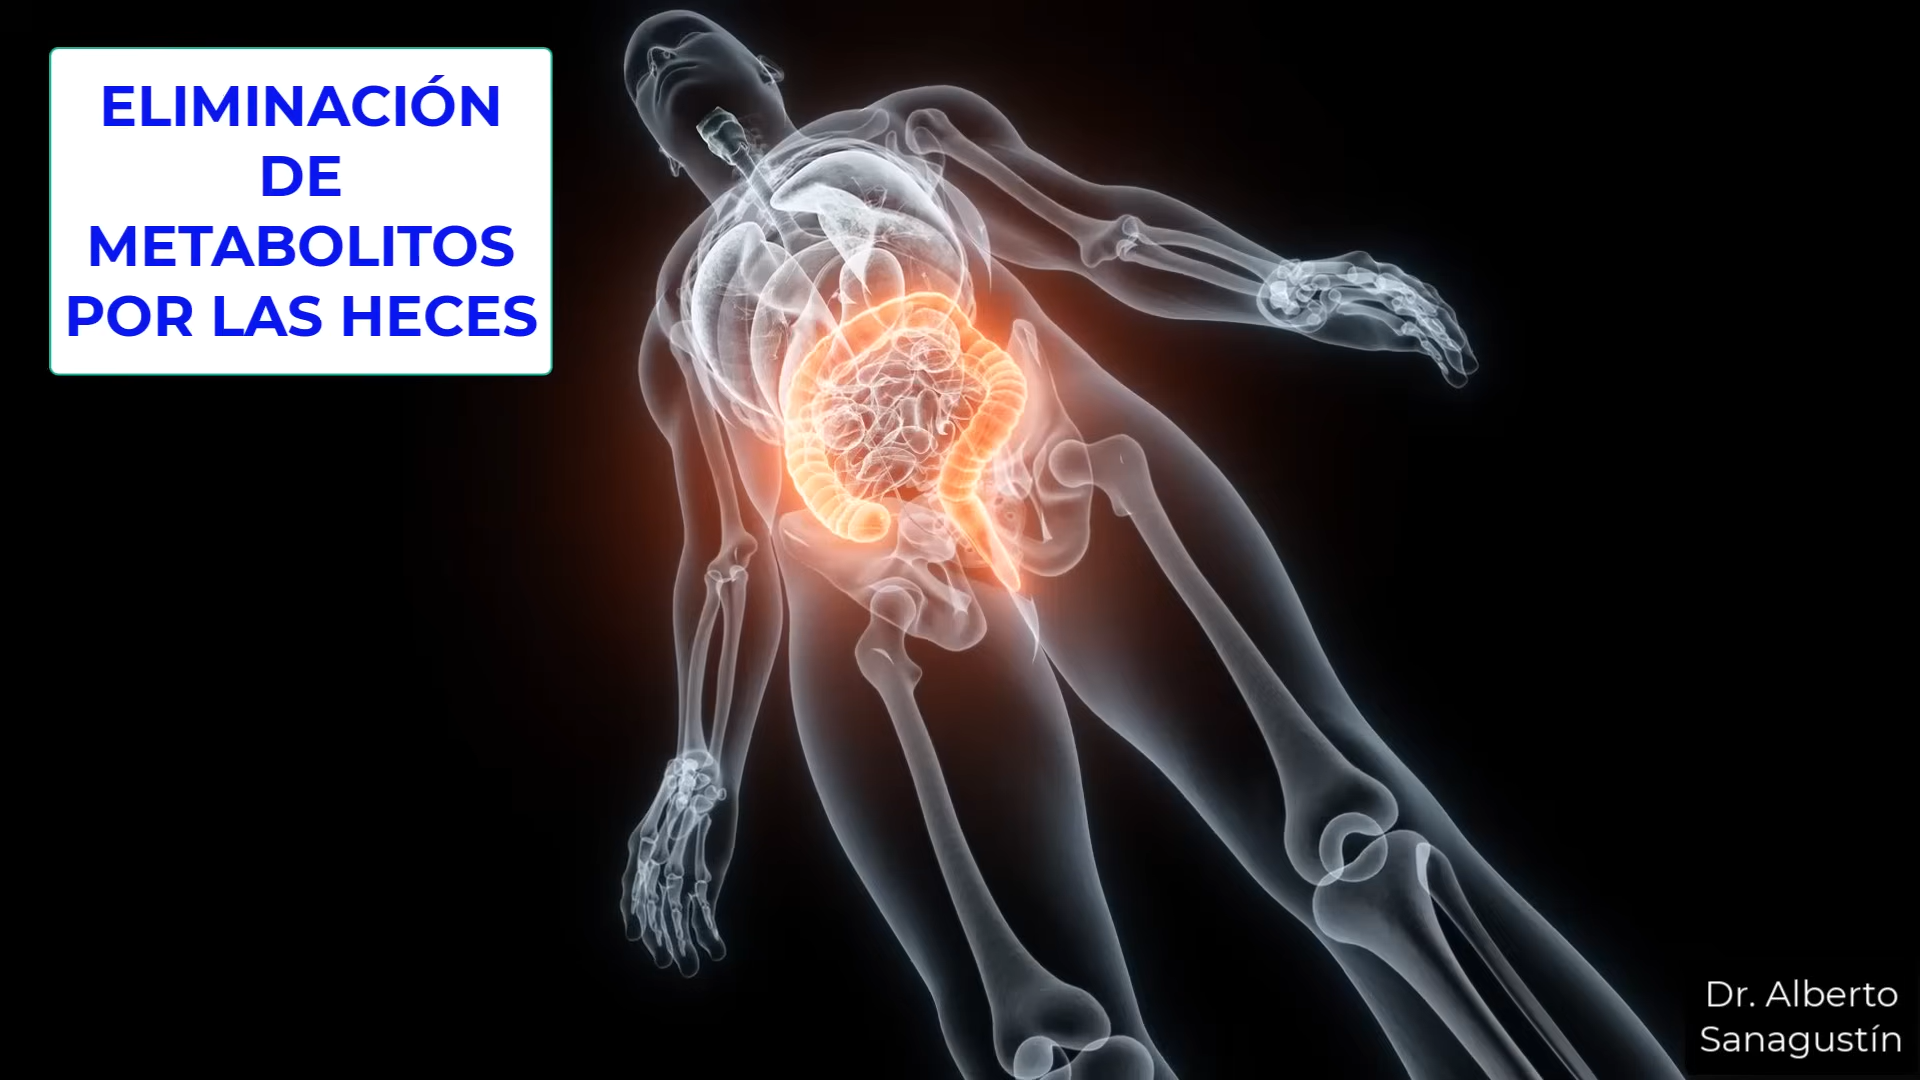 ELIMINACIÓN
DE
METABOLITOS
POR LAS HECES
Dr. Alberto
Sanagustín